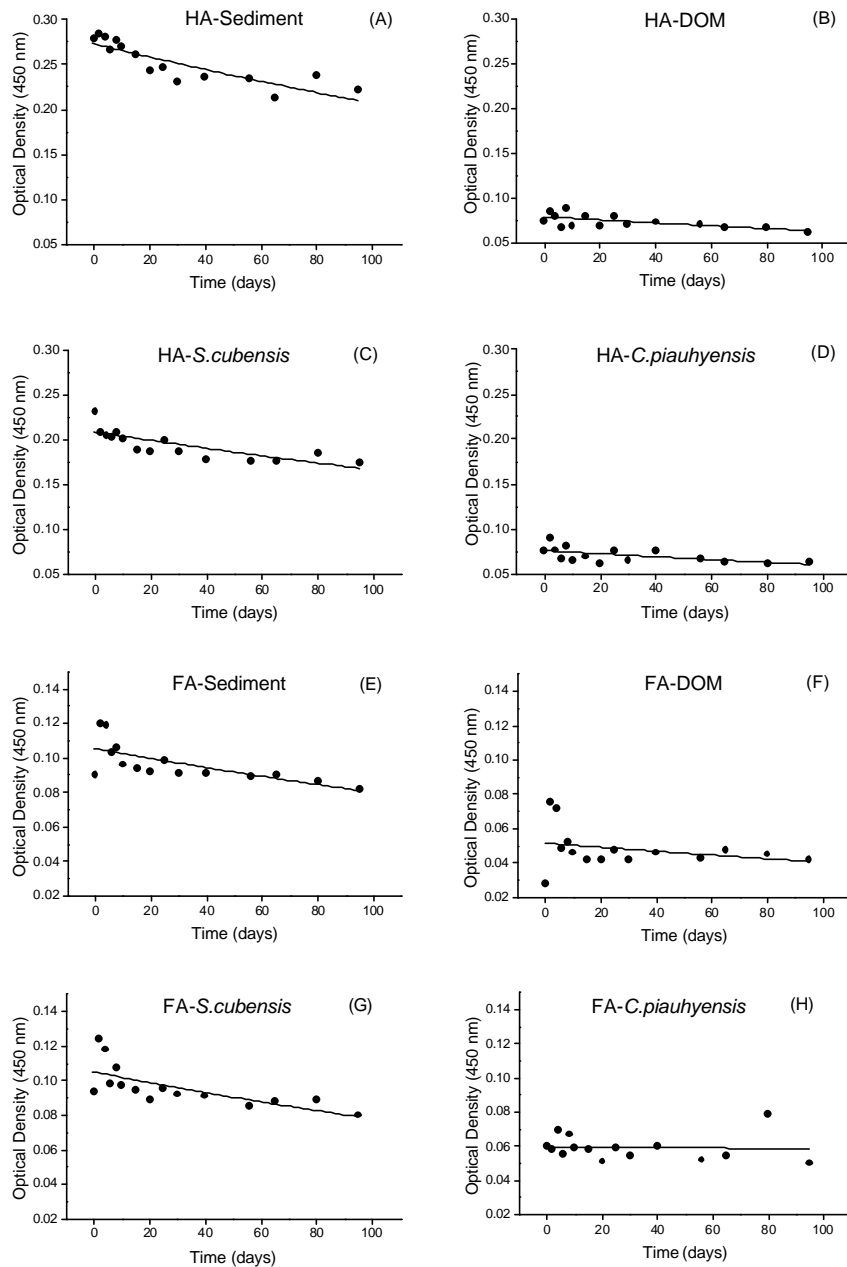 HA-Sediment (A)
0.30
0.25
0.20
0.15
0.10
0.05
Optical Density (450 nm)
0 20 40 60 80 100
Time (days)
HA-DOM (B)
0.30
0.25
0.20
0.15
0.10
0.05
Optical Density (450 nm)
0 20 40 60 80 100
Time (days)
HA-S.cubensis (C)
0.30
0.25
0.20
0.15
0.10
0.05
Optical Density (450 nm)
0 20 40 60 80 100
Time (days)
HA-C.piauhyensis (D)
0.30
0.25
0.20
0.15
0.10
0.05
Optical Density (450 nm)
0 20 40 60 80 100
Time (days)
FA-Sediment (E)
0.14
0.12
0.10
0.08
0.06
0.04
0.02
Optical Density (450 nm)
0 20 40 60 80 100
Time (days)
FA-DOM (F)
0.14
0.12
0.10
0.08
0.06
0.04
0.02
Optical Density (450 nm)
0 20 40 60 80 100
Time (days)
FA-S.cubensis (G)
0.14
0.12
0.10
0.08
0.06
0.04
0.02
Optical Density (450 nm)
0 20 40 60 80 100
Time (days)
FA-C.piauhyensis (H)
0.14
0.12
0.10
0.08
0.06
0.04
0.02
Optical Density (450 nm)
0 20 40 60 80 100
Time (days)